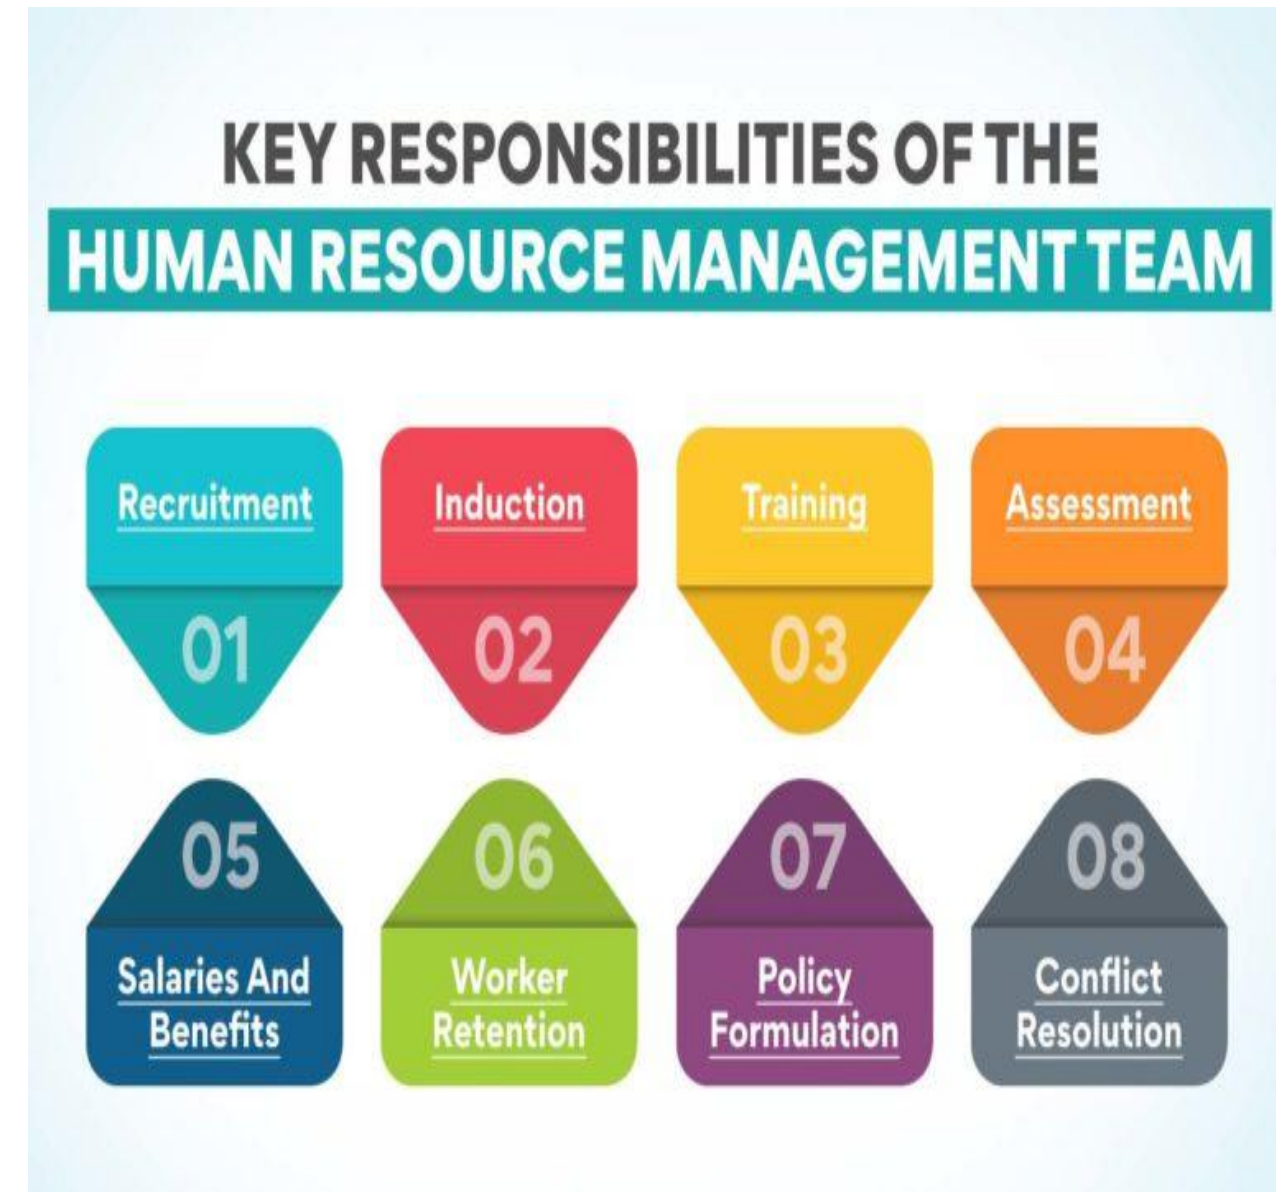 KEY RESPONSIBILITIES OF THE
HUMAN RESOURCE MANAGEMENT TEAM
Recruitment
01
Induction
02
Training
03
Assessment
04
05
Salaries And
Benefits
06
Worker
Retention
07
Policy
Formulation
08
Conflict
Resolution